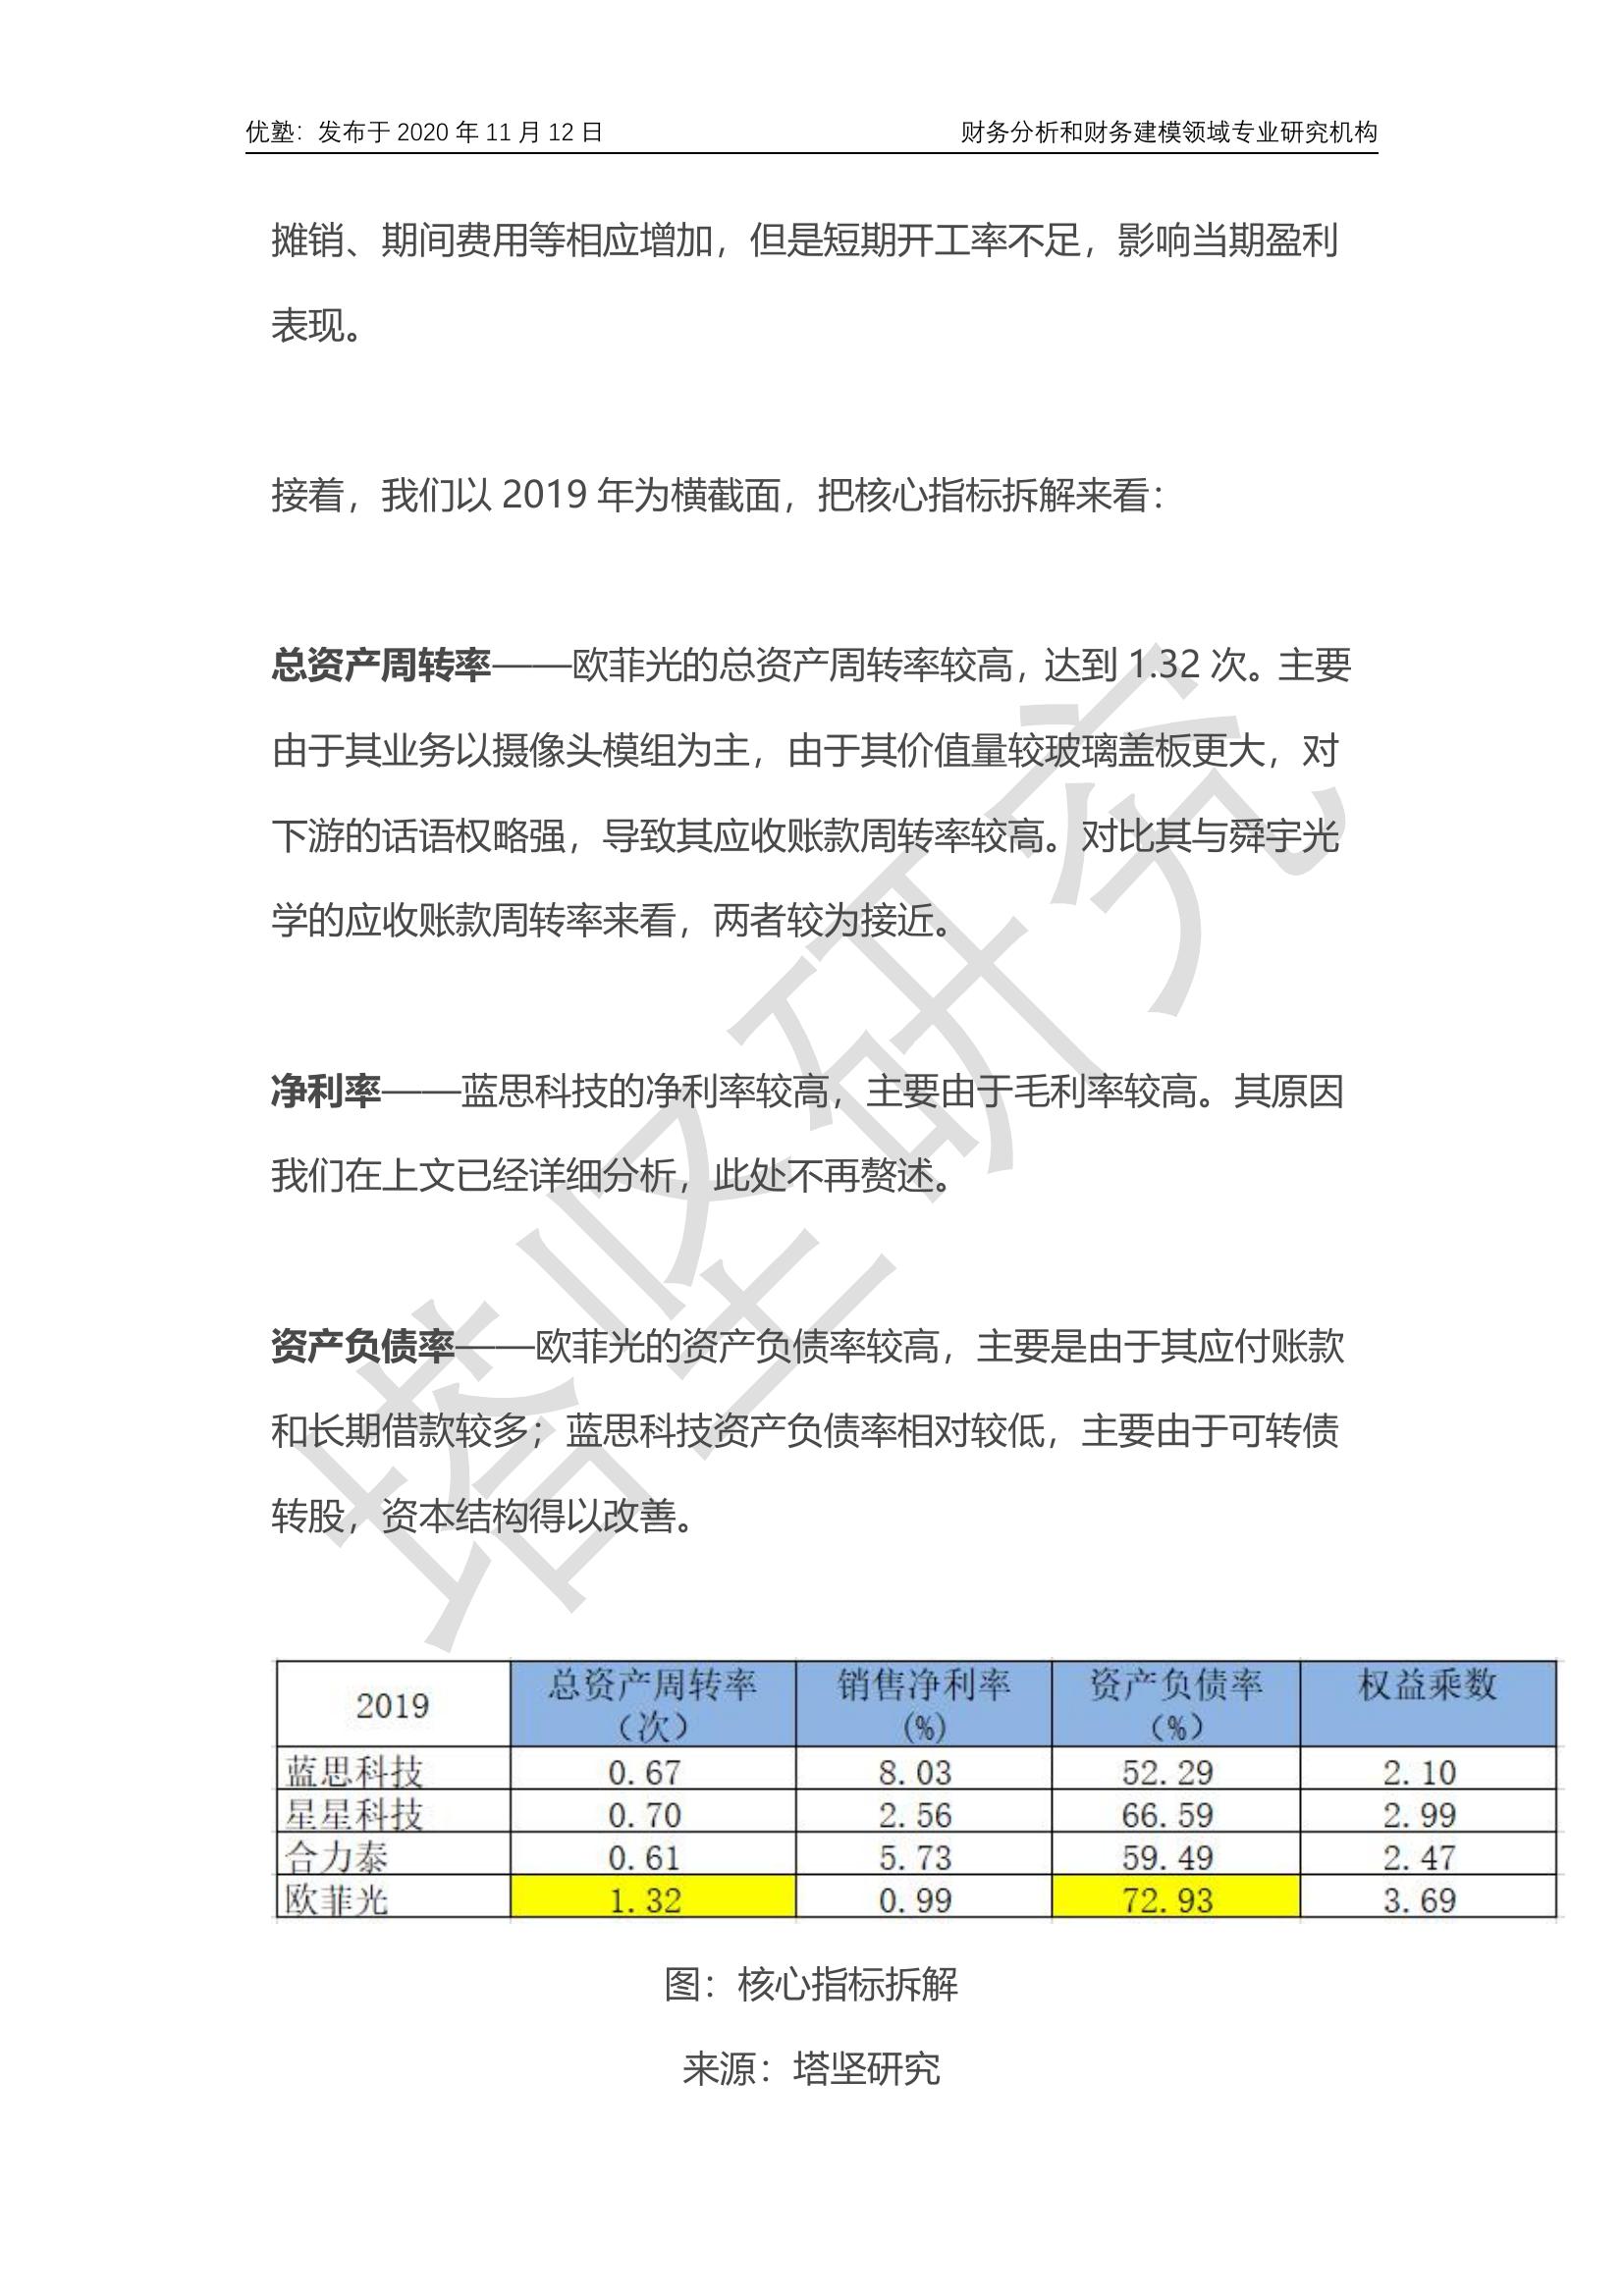 优塾：发布于 2020 年 11 月 12 日 财务分析和财务建模领域专业研究机构
摊销、期间费用等相应增加，但是短期开工率不足，影响当期盈利
表现。
接着，我们以 2019 年为横截面，把核心指标拆解来看：
总资产周转率——欧菲光的总资产周转率较高，达到 1.32 次。主要
由于其业务以摄像头模组为主，由于其价值量较玻璃盖板更大，对
下游的话语权略强，导致其应收账款周转率较高。对比其与舜宇光
学的应收账款周转率来看，两者较为接近。
净利率——蓝思科技的净利率较高，主要由于毛利率较高。其原因
我们在上文已经详细分析，此处不再赘述。
资产负债率——欧菲光的资产负债率较高，主要是由于其应付账款
和长期借款较多；蓝思科技资产负债率相对较低，主要由于可转债
转股，资本结构得以改善。
2019 总资产周转率（次） 销售净利率(%) 资产负债率（%） 权益乘数
蓝思科技 0.67 8.03 52.29 2.10
星星科技 0.70 2.56 66.59 2.99
合力泰 0.61 5.73 59.49 2.47
欧菲光 1.32 0.99 72.93 3.69
图：核心指标拆解
来源：塔坚研究
塔坚研究